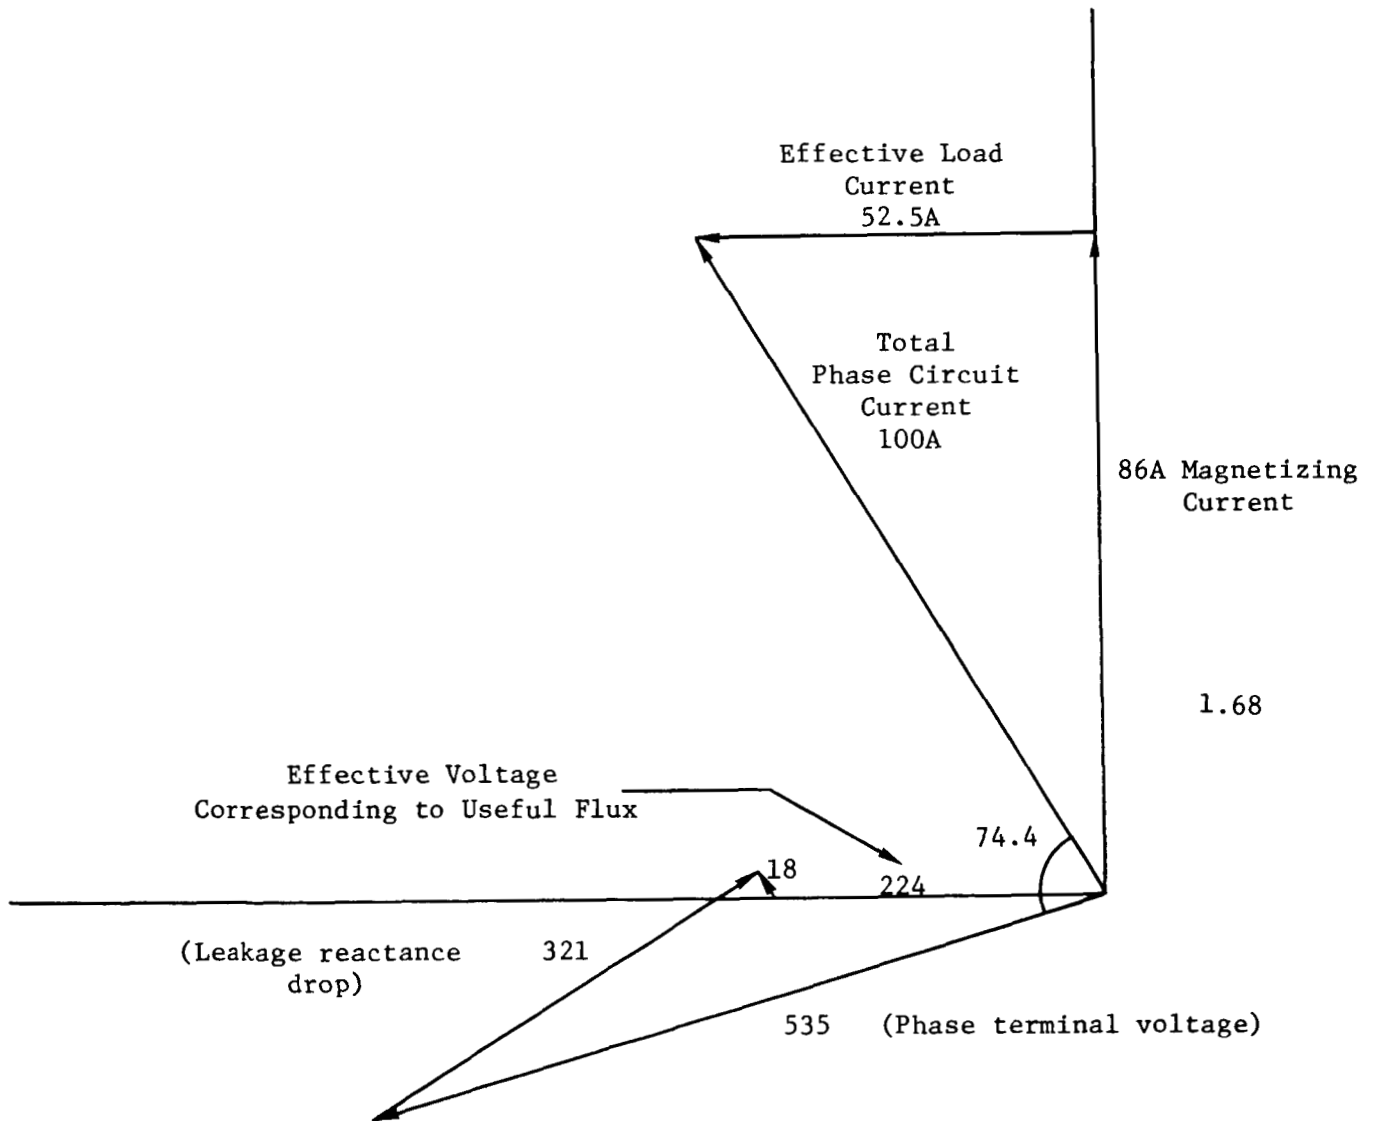 Effective Load
Current
52.5A
Total
Phase Circuit
Current
100A
86A Magnetizing
Current
1.68
Effective Voltage
Corresponding to Useful Flux
74.4
18
224
(Leakage reactance
drop)
321
535 (Phase terminal voltage)